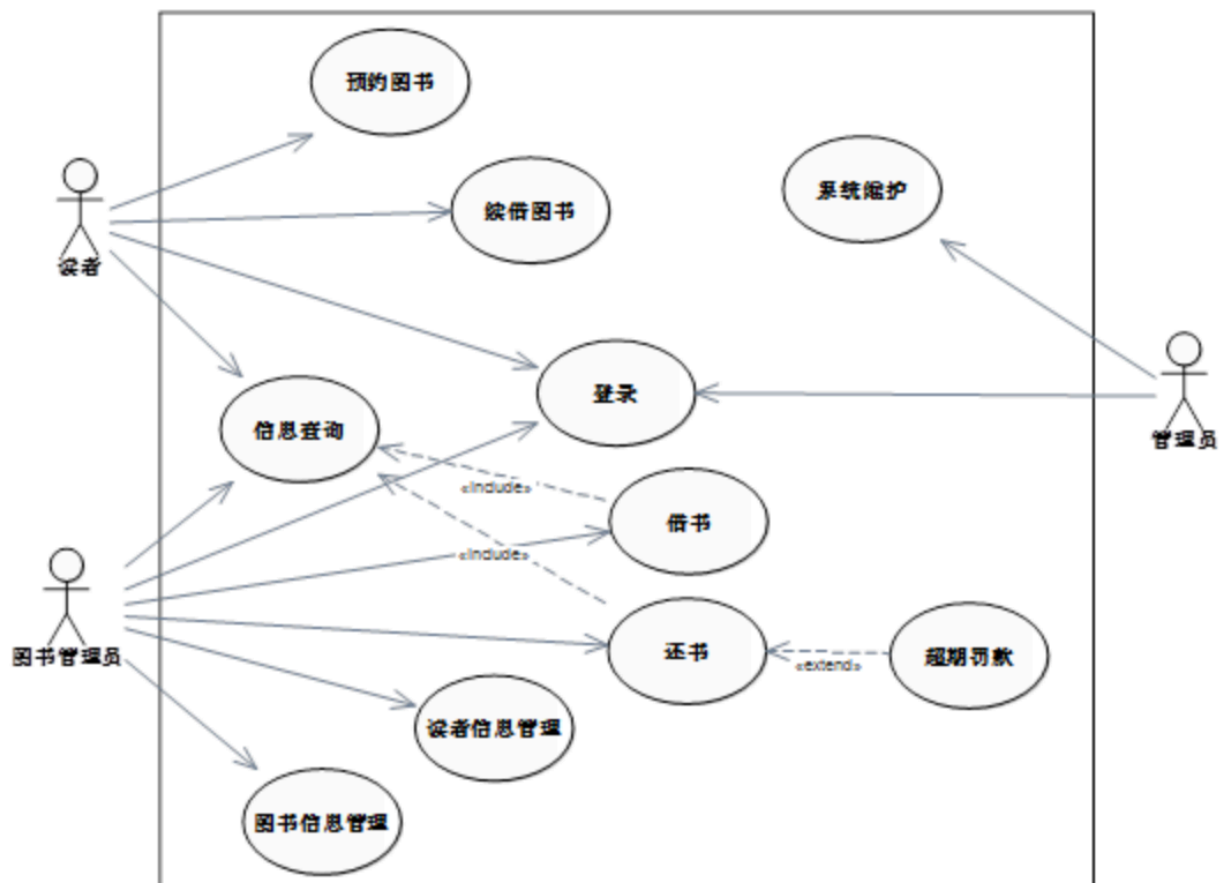 预约图书
续借图书
系统维护
读者
登录
信息查询
管理员
«include»
借书
«include»
图书管理员
还书
«extend»
超期罚款
读者信息管理
图书信息管理